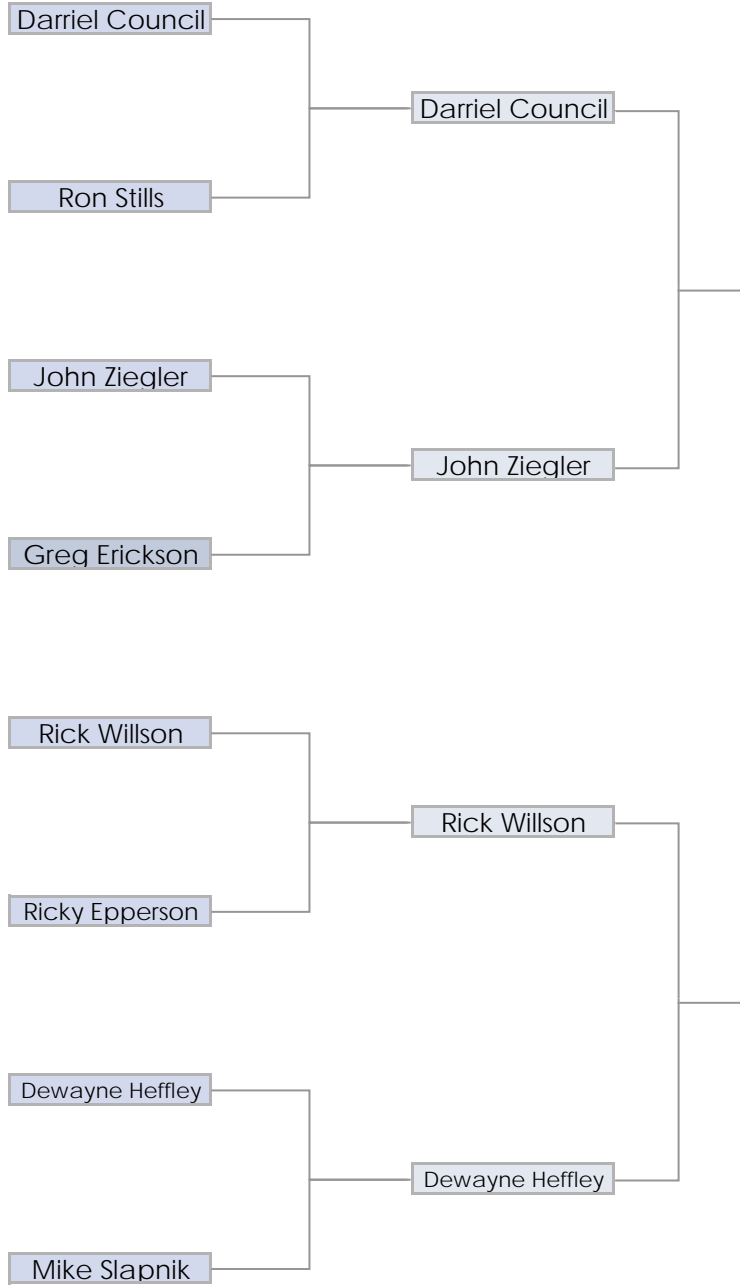 Darriel Council
Darriel Council
Ron Stills
John Ziegler
John Ziegler
Greg Erickson
Rick Willson
Rick Willson
Ricky Epperson
Dewayne Heffley
Dewayne Heffley
Mike Slapnik